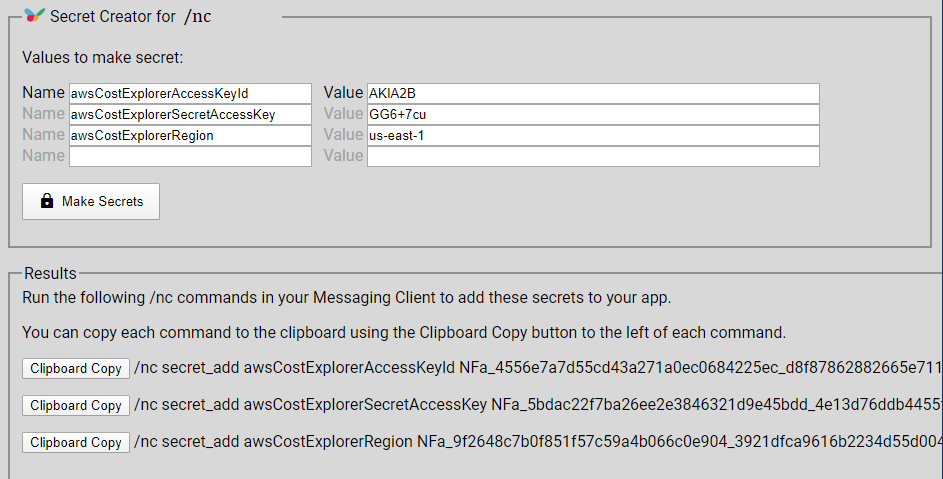 Secret Creator for /nc
Values to make secret:
Name awsCostExplorerAccessKeyId Value AKIA2B
Name awsCostExplorerSecretAccessKey Value GG6+7cu
Name awsCostExplorerRegion Value us-east-1
Name Value
Make Secrets
Results
Run the following /nc commands in your Messaging Client to add these secrets to your app.
You can copy each command to the clipboard using the Clipboard Copy button to the left of each command.
Clipboard Copy /nc secret_add awsCostExplorerAccessKeyId NFa_4556e7a7d55cd43a271a0ec0684225ec_d8f87862882665e711
Clipboard Copy /nc secret_add awsCostExplorerSecretAccessKey NFa_5bdac22f7ba26ee2e3846321d9e45bdd_4e13d76ddb4455
Clipboard Copy /nc secret_add awsCostExplorerRegion NFa_9f2648c7b0f851f57c59a4b066c0e904_3921dfca9616b2234d55d004